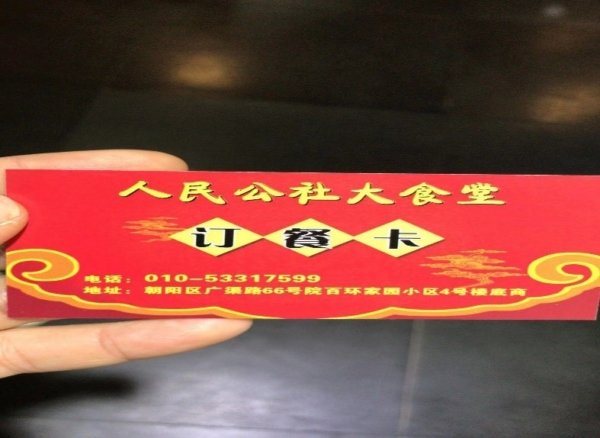 人民公社大食堂
订餐卡
电话：010-53317599
地址：朝阳区广渠路66号院百环家园小区4号楼底商